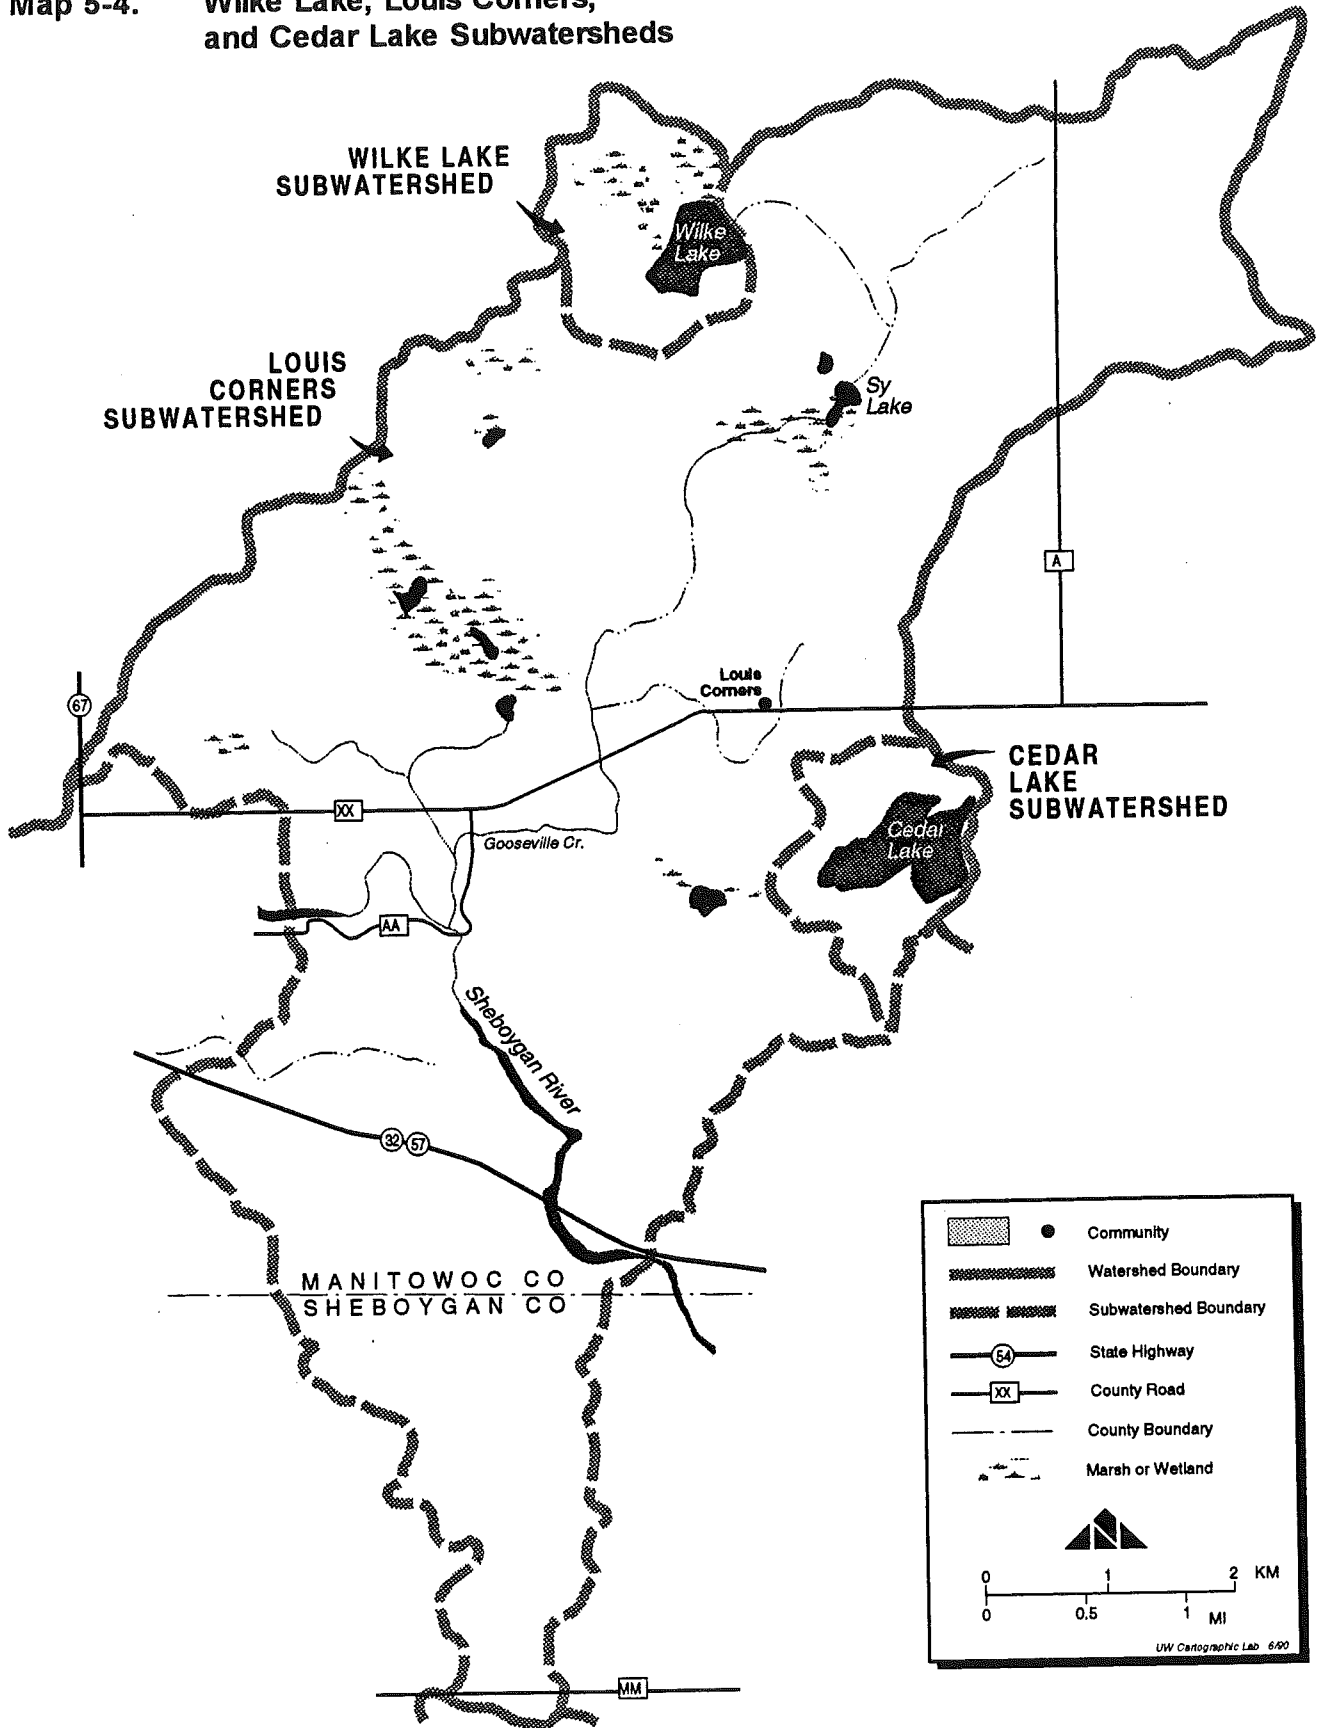 Map 5-4. Wilke Lake, Louis Corners,
and Cedar Lake Subwatersheds
WILKE LAKE
SUBWATERSHED
Wilke
Lake
LOUIS
CORNERS
SUBWATERSHED
Sy
Lake
A
Louis
Corners
67
CEDAR
LAKE
SUBWATERSHED
XX
Cedar
Lake
Gooseville Cr.
AA
Sheboygan River
32 57
MANITOWOC CO
SHEBOYGAN CO
MM
Community
Watershed Boundary
Subwatershed Boundary
54 State Highway
XX County Road
County Boundary
Marsh or Wetland
N
0 1 2 KM
0 0.5 1 MI
UW Cartographic Lab 6/90